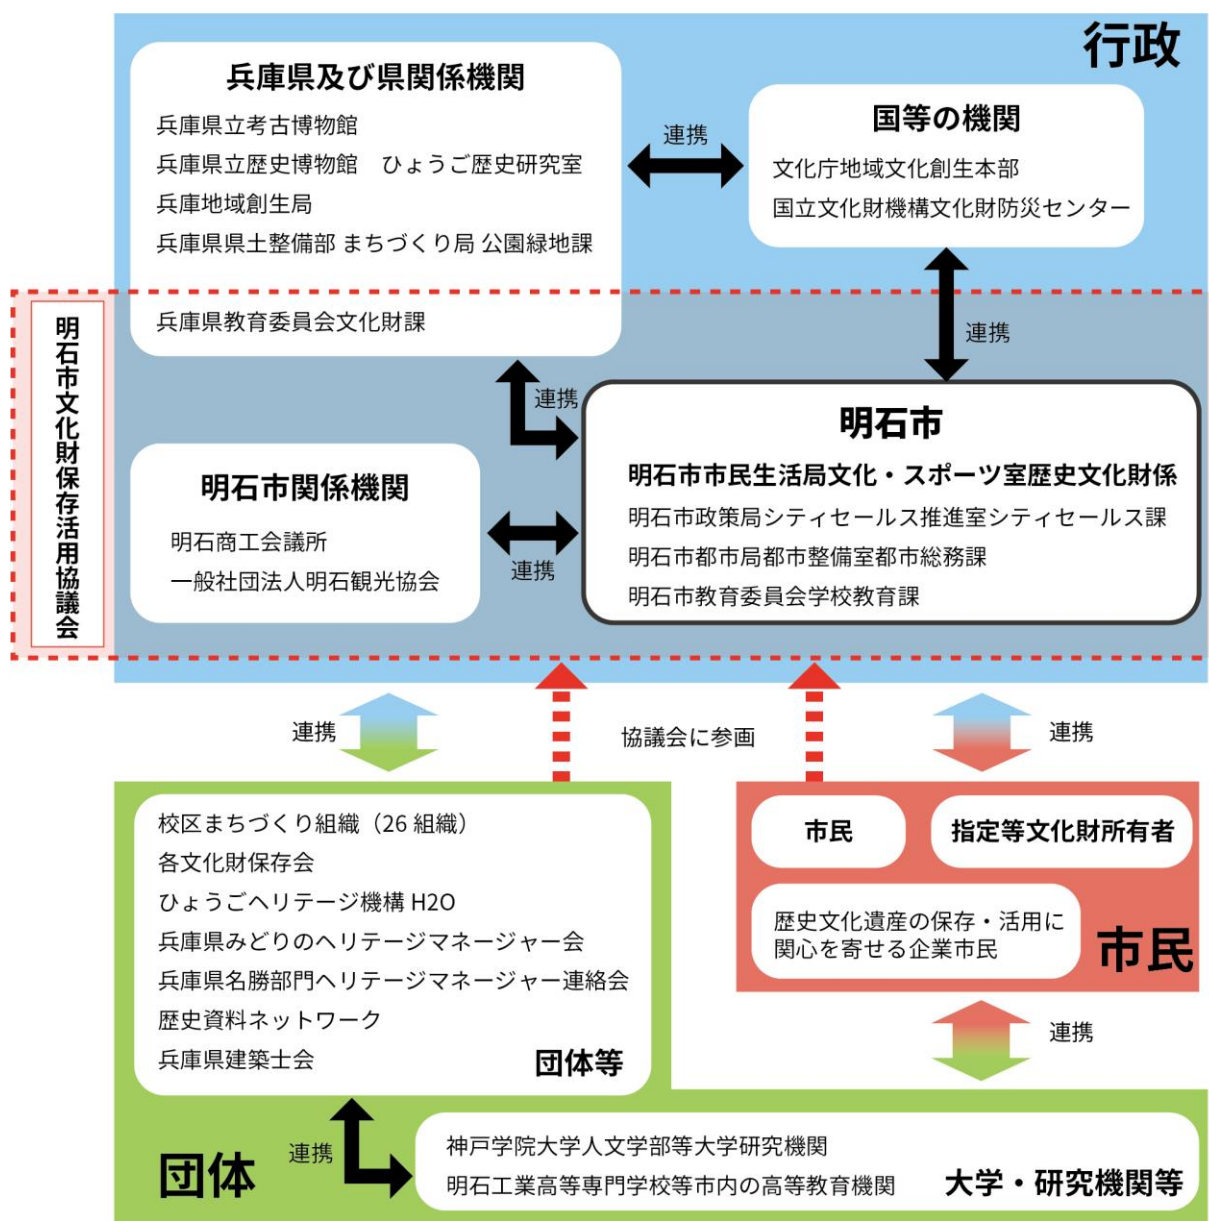 行政
兵庫県及び県関係機関
兵庫県立考古博物館
兵庫県立歴史博物館　ひょうご歴史研究室
兵庫地域創生局
兵庫県県土整備部 まちづくり局 公園緑地課
兵庫県教育委員会文化財課
連携
国等の機関
文化庁地域文化創生本部
国立文化財機構文化財防災センター
連携
明石市文化財保存活用協議会
連携
明石市
明石市市民生活局文化・スポーツ室歴史文化財係
明石市政策局シティセールス推進室シティセールス課
明石市都市局都市整備室都市総務課
明石市教育委員会学校教育課
明石市関係機関
明石商工会議所
一般社団法人明石観光協会
連携
連携
協議会に参画
連携
校区まちづくり組織（26 組織）
各文化財保存会
ひょうごヘリテージ機構 H2O
兵庫県みどりのヘリテージマネージャー会
兵庫県名勝部門ヘリテージマネージャー連絡会
歴史資料ネットワーク
兵庫県建築士会
団体等
市民
指定等文化財所有者
歴史文化遺産の保存・活用に
関心を寄せる企業市民
市民
連携
団体
連携
神戸学院大学人文学部等大学研究機関
明石工業高等専門学校等市内の高等教育機関
大学・研究機関等